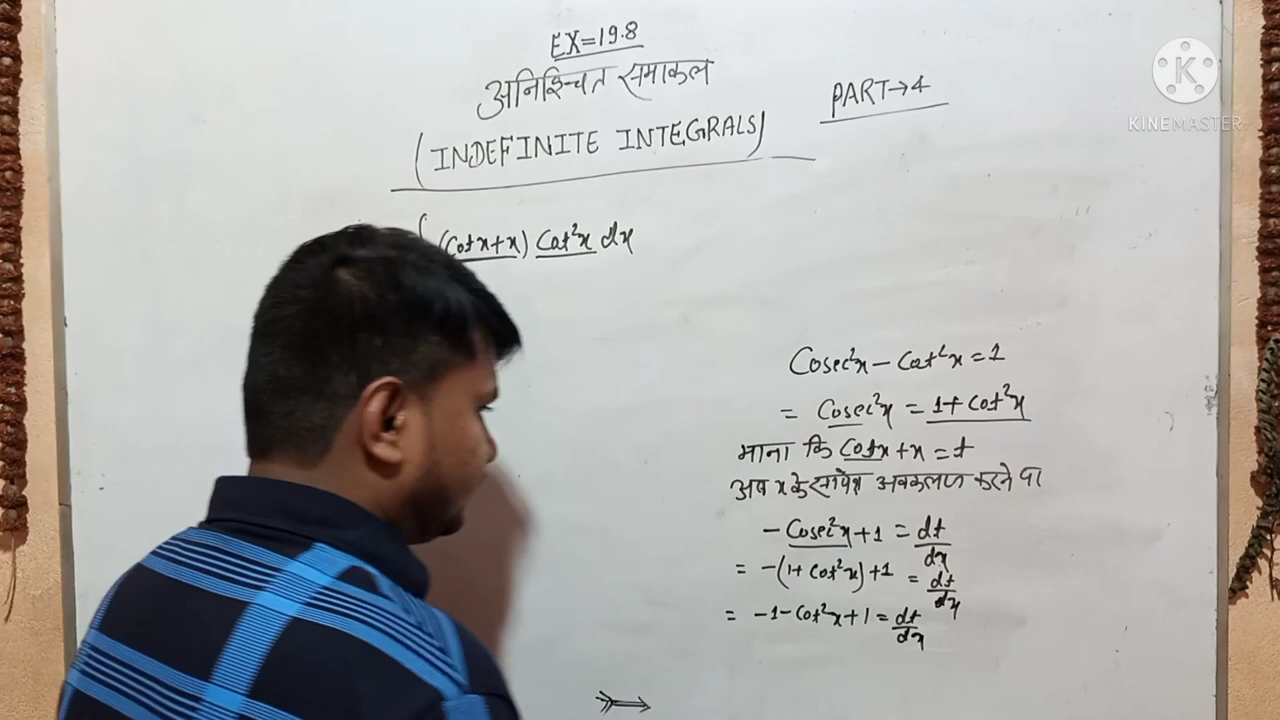 EX=19.8
अनिश्चित समाकल
PART→4
(INDEFINITE INTEGRALS)
∫(Cotx+x) Cot²x dx
Cosec²x - Cot²x = 1
= Cosec²x = 1+Cot²x
माना कि Cotx+x = t
अब x के सापेक्ष अवकलन करने पर
-Cosec²x+1 = dt/dx
= -(1+Cot²x)+1 = dt/dx
= -1-Cot²x+1 = dt/dx
K
KINEMASTER